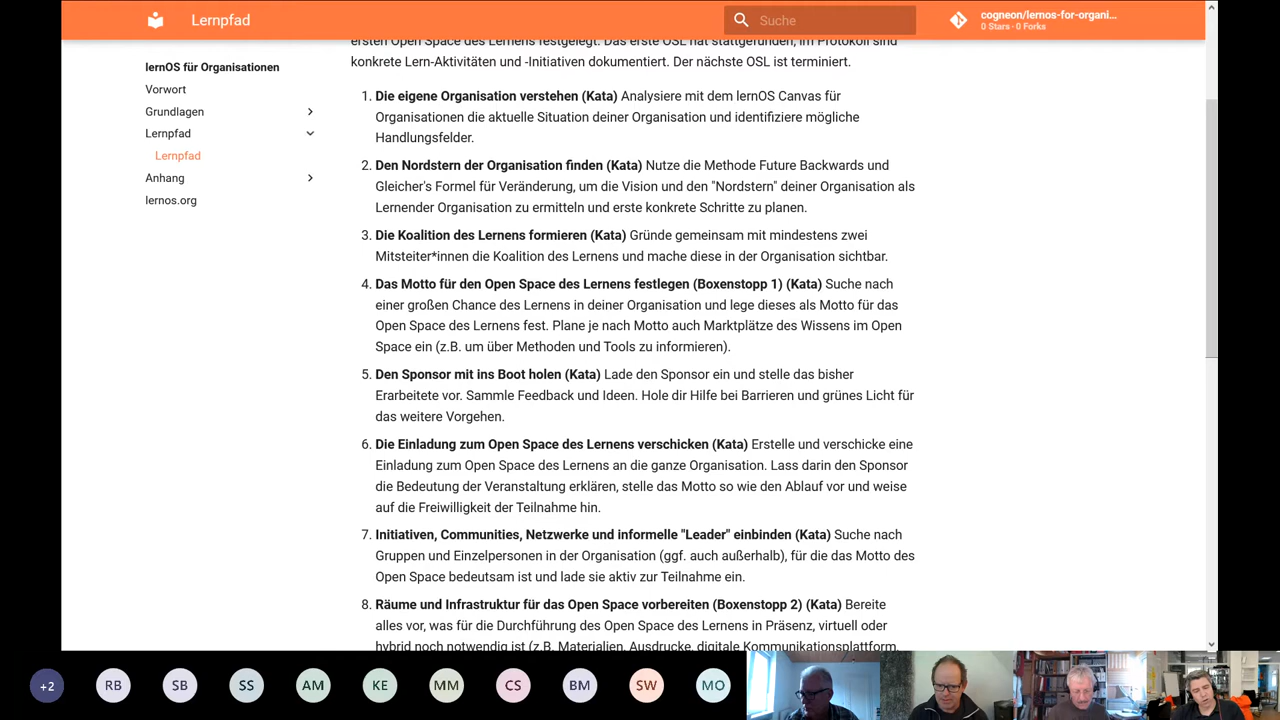 Lernpfad
Suche
cogneon/lernos-for-organi...
0 Stars · 0 Forks
lernOS für Organisationen
Vorwort
Grundlagen
Lernpfad
Lernpfad
Anhang
lernos.org
ersten Open Space des Lernens festgelegt. Das erste OSL hat stattgefunden, im Protokoll sind
konkrete Lern-Aktivitäten und -Initiativen dokumentiert. Der nächste OSL ist terminiert.
1. Die eigene Organisation verstehen (Kata) Analysiere mit dem lernOS Canvas für
Organisationen die aktuelle Situation deiner Organisation und identifiziere mögliche
Handlungsfelder.
2. Den Nordstern der Organisation finden (Kata) Nutze die Methode Future Backwards und
Gleicher's Formel für Veränderung, um die Vision und den "Nordstern" deiner Organisation als
Lernender Organisation zu ermitteln und erste konkrete Schritte zu planen.
3. Die Koalition des Lernens formieren (Kata) Gründe gemeinsam mit mindestens zwei
Mitsteiter*innen die Koalition des Lernens und mache diese in der Organisation sichtbar.
4. Das Motto für den Open Space des Lernens festlegen (Boxenstopp 1) (Kata) Suche nach
einer großen Chance des Lernens in deiner Organisation und lege dieses als Motto für das
Open Space des Lernens fest. Plane je nach Motto auch Marktplätze des Wissens im Open
Space ein (z.B. um über Methoden und Tools zu informieren).
5. Den Sponsor mit ins Boot holen (Kata) Lade den Sponsor ein und stelle das bisher
Erarbeitete vor. Sammle Feedback und Ideen. Hole dir Hilfe bei Barrieren und grünes Licht für
das weitere Vorgehen.
6. Die Einladung zum Open Space des Lernens verschicken (Kata) Erstelle und verschicke eine
Einladung zum Open Space des Lernens an die ganze Organisation. Lass darin den Sponsor
die Bedeutung der Veranstaltung erklären, stelle das Motto so wie den Ablauf vor und weise
auf die Freiwilligkeit der Teilnahme hin.
7. Initiativen, Communities, Netzwerke und informelle "Leader" einbinden (Kata) Suche nach
Gruppen und Einzelpersonen in der Organisation (ggf. auch außerhalb), für die das Motto des
Open Space bedeutsam ist und lade sie aktiv zur Teilnahme ein.
8. Räume und Infrastruktur für das Open Space vorbereiten (Boxenstopp 2) (Kata) Bereite
alles vor, was für die Durchführung des Open Space des Lernens in Präsenz, virtuell oder
hybrid noch notwendig ist (z.B. Materialien, Ausdrucke, digitale Kommunikationsplattform,
+2 RB SB SS AM KE MM CS BM SW MO